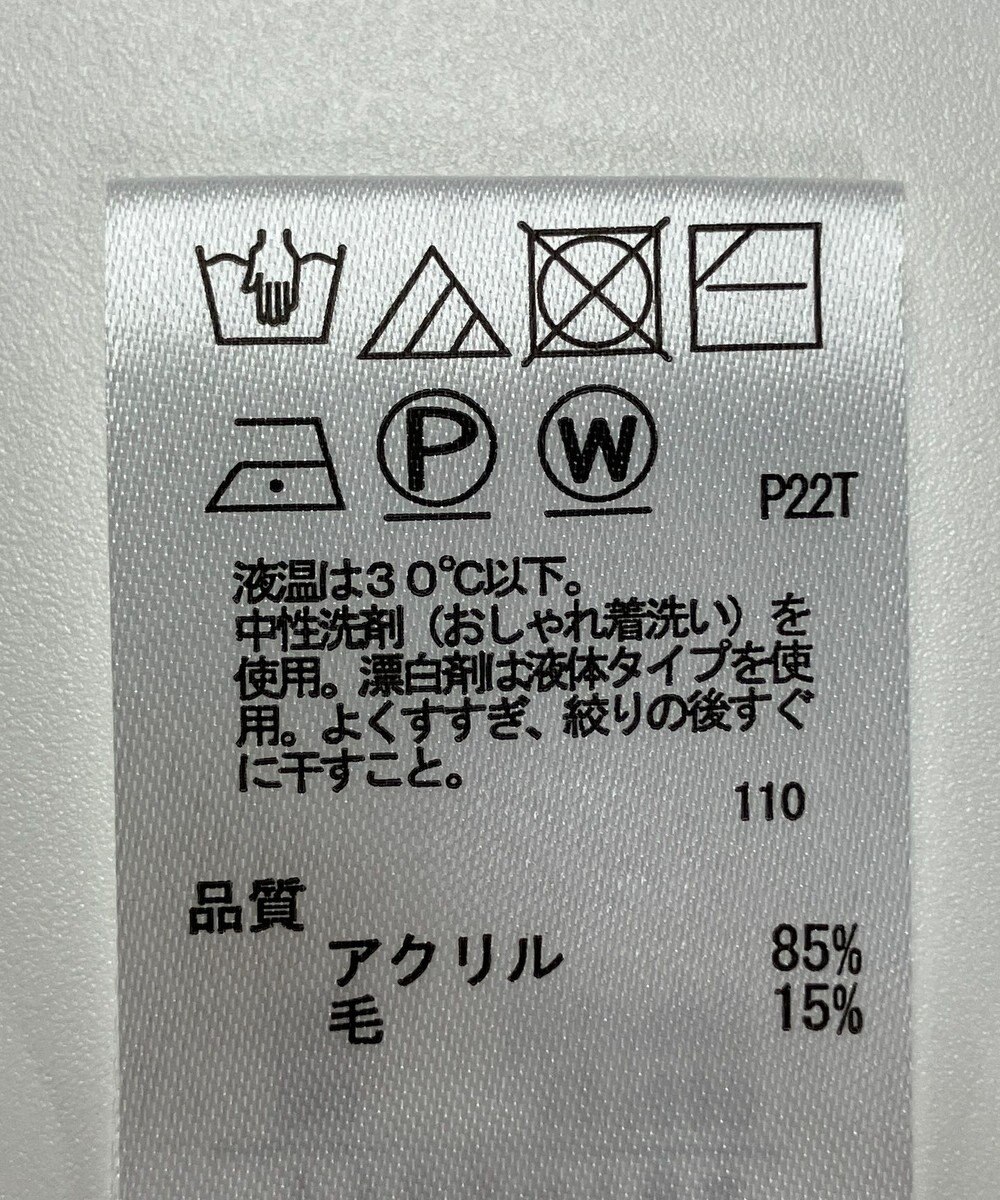 P W P22T
液温は３０℃以下。
中性洗剤（おしゃれ着洗い）を
使用。漂白剤は液体タイプを使
用。よくすすぎ、絞りの後すぐ
に干すこと。
110
品質
アクリル 85%
毛 15%